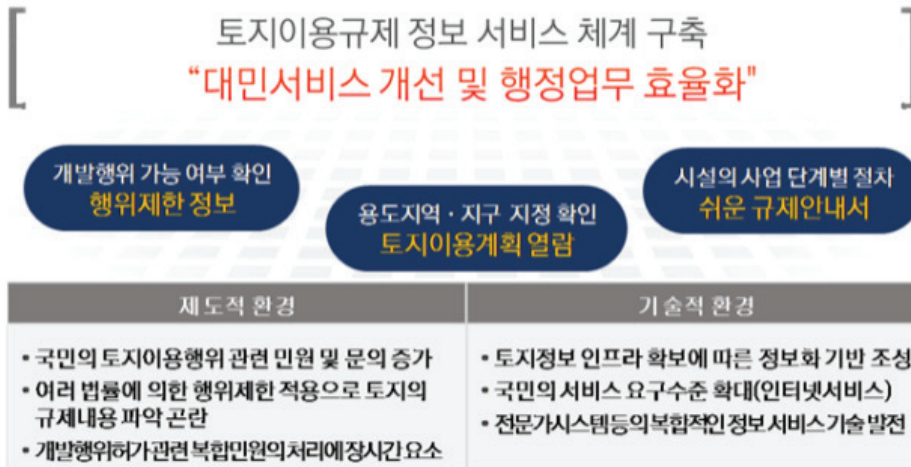 토지이용규제 정보 서비스 체계 구축
“대민서비스 개선 및 행정업무 효율화"
개발행위 가능 여부 확인
행위제한 정보
용도지역 · 지구 지정 확인
토지이용계획 열람
시설의 사업 단계별 절차
쉬운 규제안내서
제도적 환경
기술적 환경
• 국민의 토지이용행위 관련 민원 및 문의 증가
• 여러 법률에 의한 행위제한 적용으로 토지의
규제내용 파악 곤란
• 개발행위허가 관련 복합민원의 처리에 장시간 요소
• 토지정보 인프라 확보에 따른 정보화 기반 조성
• 국민의 서비스 요구수준 확대(인터넷서비스)
• 전문가시스템등의 복합적인 정보 서비스 기술 발전